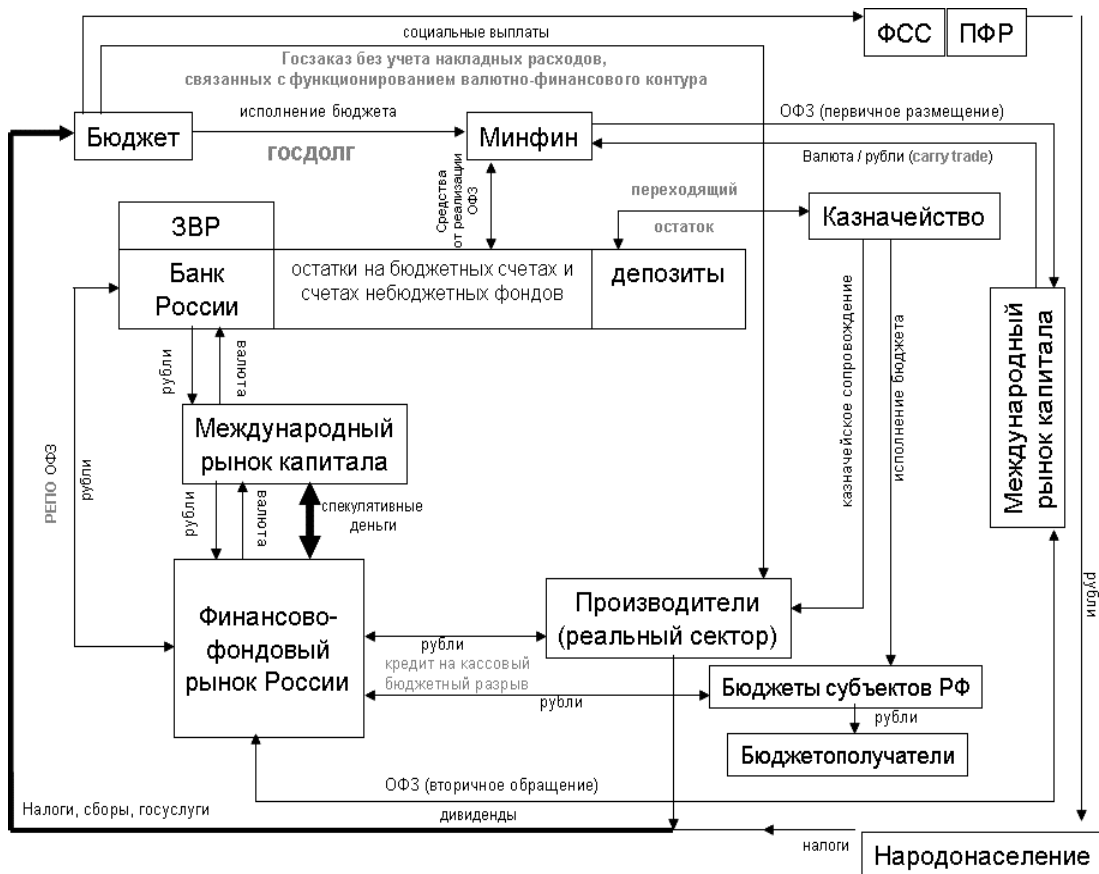 ФСС
ПФР
социальные выплаты
Госзаказ без учета накладных расходов,
связанных с функционированием валютно-финансового контура
Бюджет
исполнение бюджета
ГОСДОЛГ
Минфин
ОФЗ (первичное размещение)
Валюта / рубли (carry trade)
Средства
от реализации
ОФЗ
переходящий
остаток
Казначейство
ЗВР
Банк
России
остатки на бюджетных счетах и
счетах небюджетных фондов
депозиты
рубли
валюта
казначейское сопровождение
исполнение бюджета
Международный
рынок капитала
Международный
рынок капитала
РЕПО ОФЗ
рубли
рубли
валюта
спекулятивные
деньги
рубли
Финансово-
фондовый
рынок России
Производители
(реальный сектор)
рубли
кредит на кассовый
бюджетный разрыв
рубли
Бюджеты субъектов РФ
рубли
Бюджетополучатели
ОФЗ (вторичное обращение)
Налоги, сборы, госуслуги
дивиденды
налоги
Народонаселение